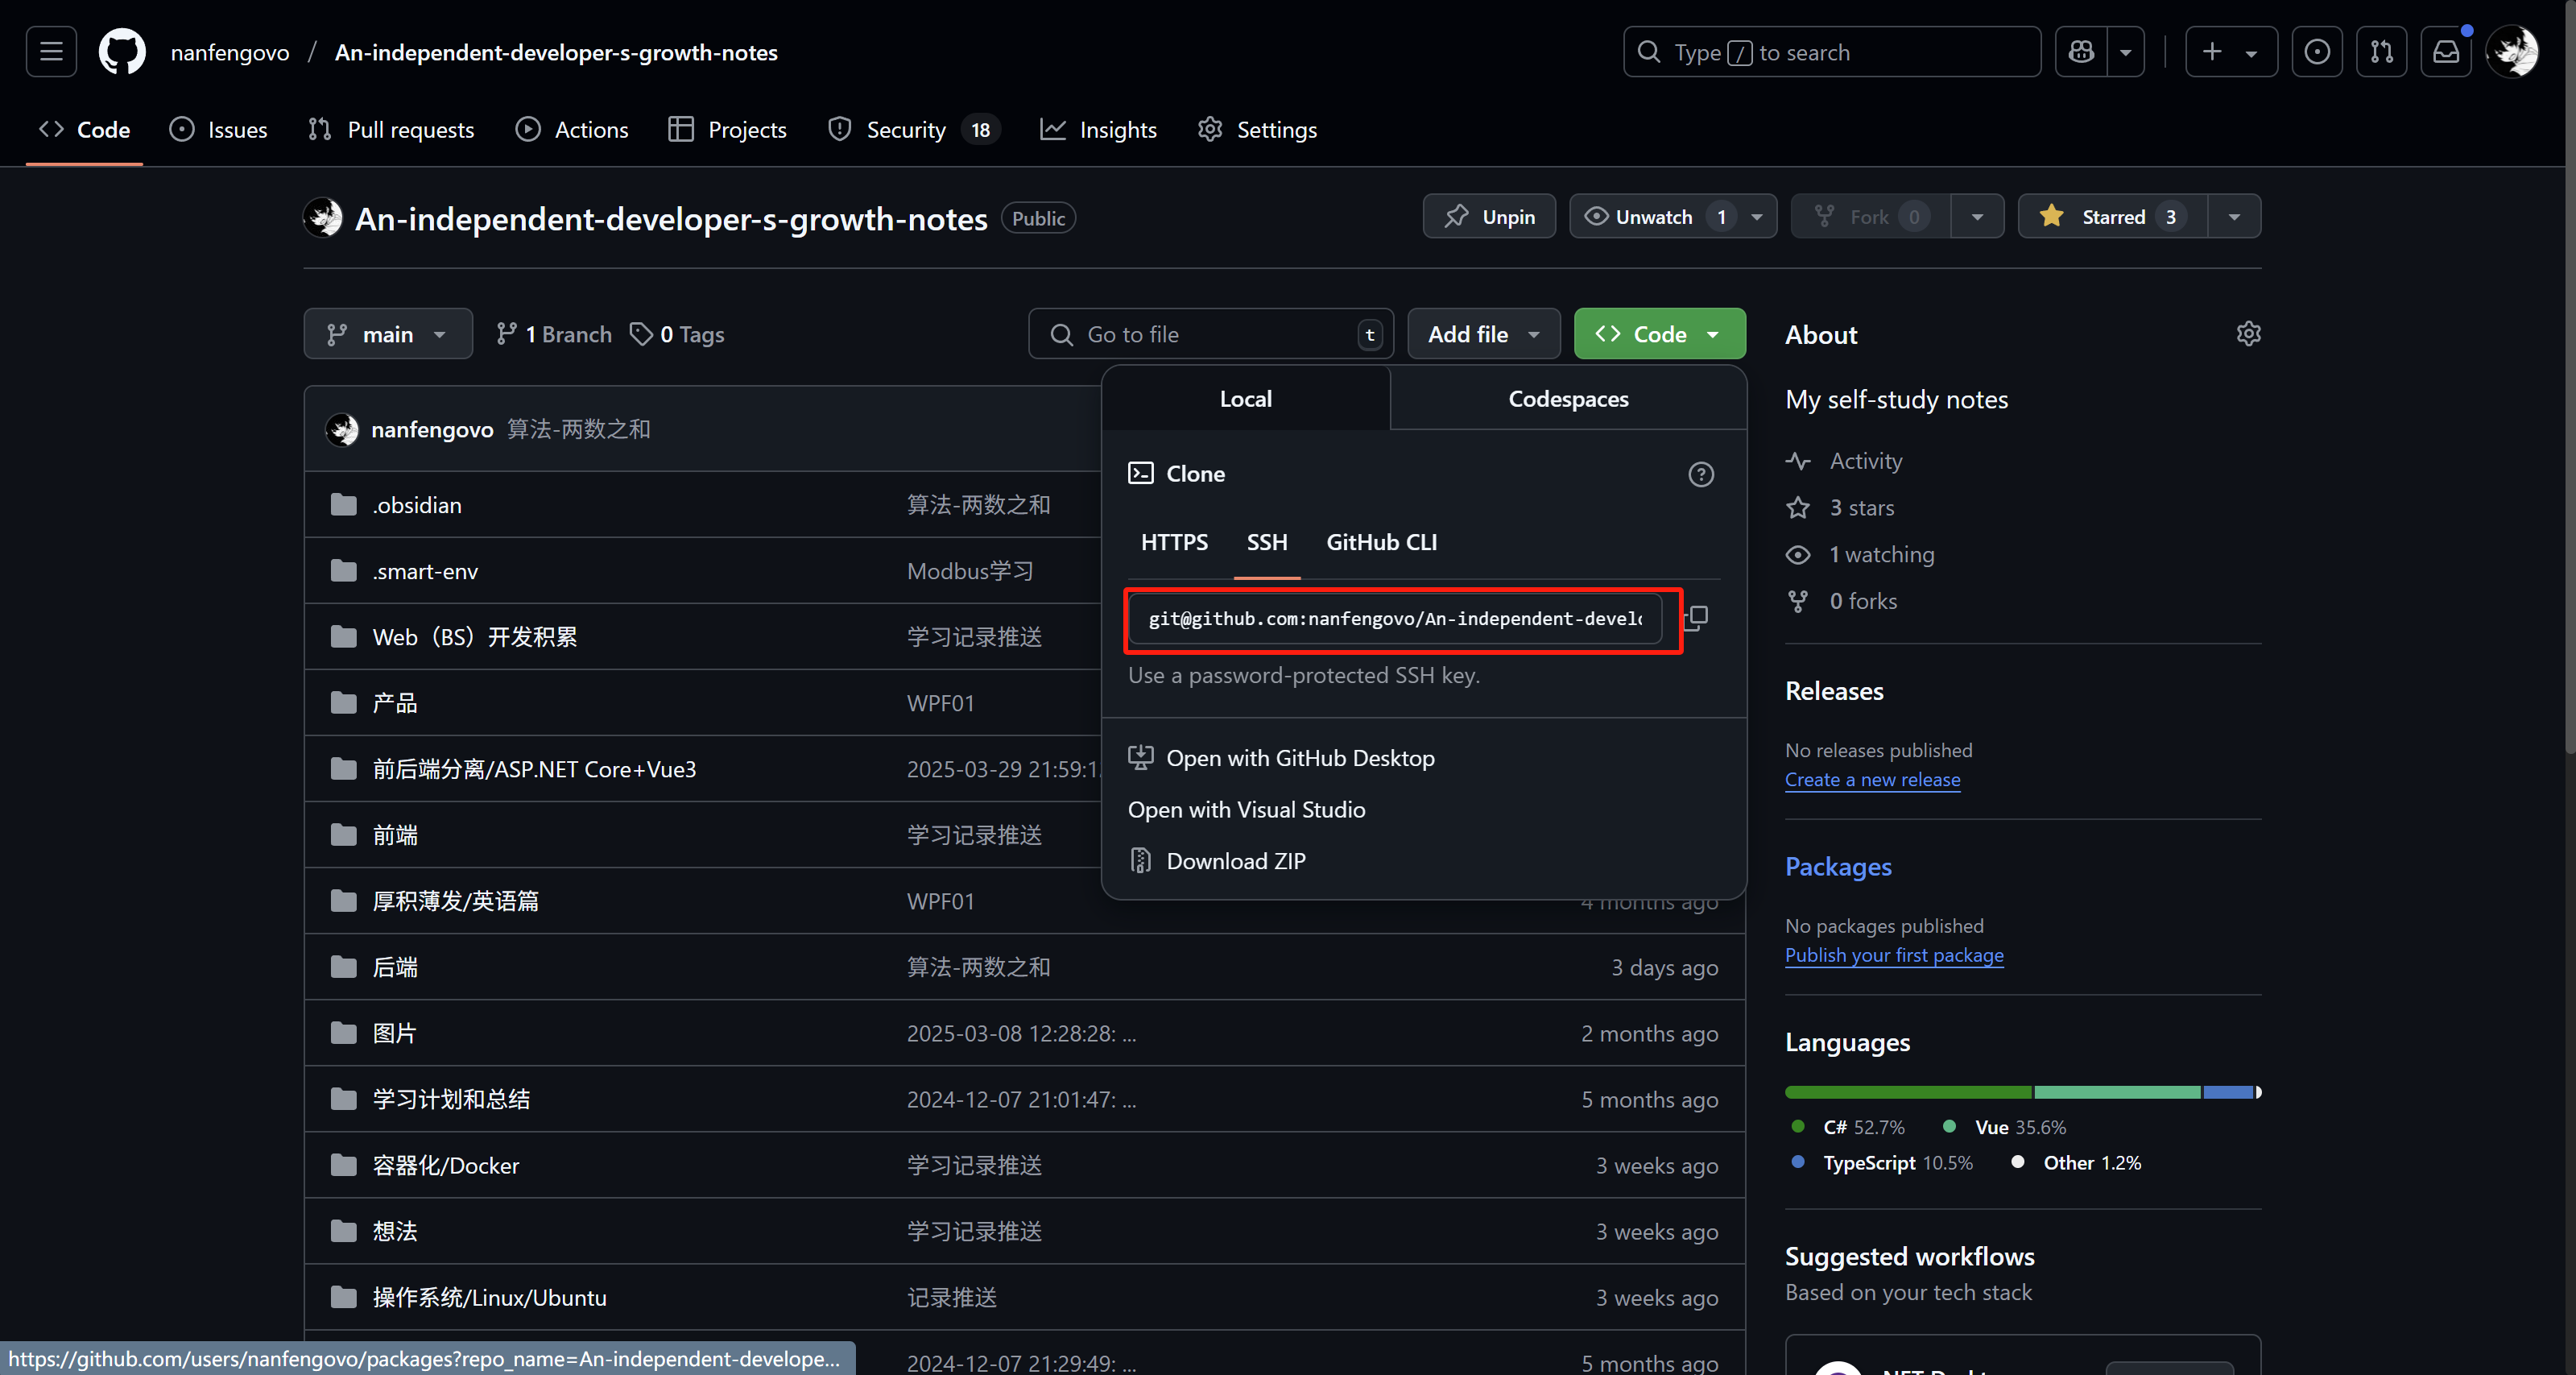 nanfengovo / An-independent-developer-s-growth-notes
Type / to search
Code Issues Pull requests Actions Projects Security 18 Insights Settings
An-independent-developer-s-growth-notes Public
Unpin Unwatch 1 Fork 0 Starred 3
main 1 Branch 0 Tags Go to file t Add file Code
nanfengovo 算法-两数之和
.obsidian 算法-两数之和
.smart-env Modbus学习
Web（BS）开发积累 学习记录推送
产品 WPF01
前后端分离/ASP.NET Core+Vue3 2025-03-29 21:59:1
前端 学习记录推送
厚积薄发/英语篇 WPF01 4 months ago
后端 算法-两数之和 3 days ago
图片 2025-03-08 12:28:28: ... 2 months ago
学习计划和总结 2024-12-07 21:01:47: ... 5 months ago
容器化/Docker 学习记录推送 3 weeks ago
想法 学习记录推送 3 weeks ago
操作系统/Linux/Ubuntu 记录推送 3 weeks ago
2024-12-07 21:29:49: ... 5 months ago
Local Codespaces
Clone
HTTPS SSH GitHub CLI
git@github.com:nanfengovo/An-independent-develo
Use a password-protected SSH key.
Open with GitHub Desktop
Open with Visual Studio
Download ZIP
About
My self-study notes
Activity
3 stars
1 watching
0 forks
Releases
No releases published
Create a new release
Packages
No packages published
Publish your first package
Languages
C# 52.7% Vue 35.6%
TypeScript 10.5% Other 1.2%
Suggested workflows
Based on your tech stack
https://github.com/users/nanfengovo/packages?repo_name=An-independent-develope...